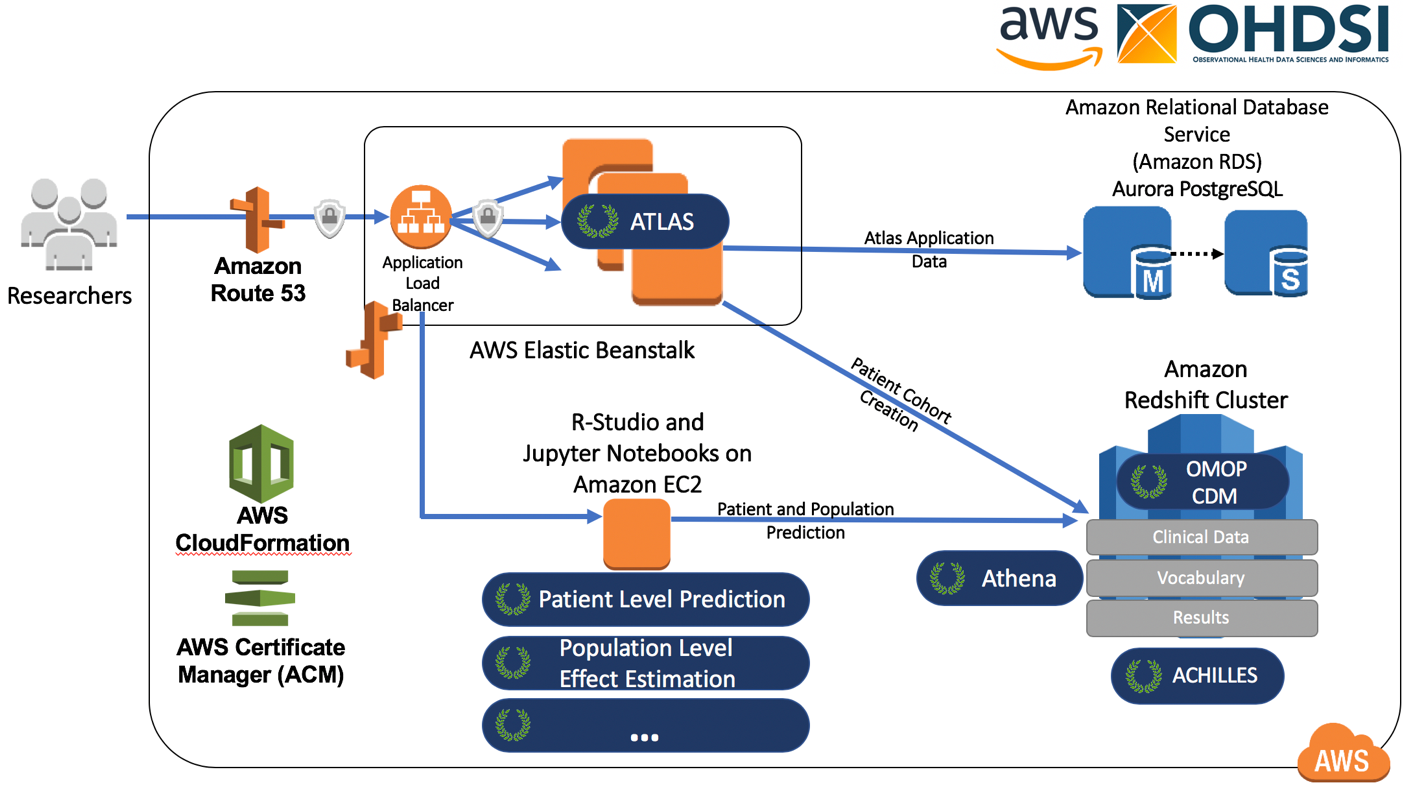 aws
OHDSI
OBSERVATIONAL HEALTH DATA SCIENCES AND INFORMATICS
Amazon Relational Database
Service
(Amazon RDS)
Aurora PostgreSQL
Researchers
Amazon
Route 53
Application
Load
Balancer
ATLAS
AWS Elastic Beanstalk
Atlas Application
Data
M
S
Patient Cohort
Creation
Amazon
Redshift Cluster
OMOP
CDM
Clinical Data
Vocabulary
Results
Athena
ACHILLES
R-Studio and
Jupyter Notebooks on
Amazon EC2
Patient and Population
Prediction
Patient Level Prediction
Population Level
Effect Estimation
...
AWS
CloudFormation
AWS Certificate
Manager (ACM)
AWS